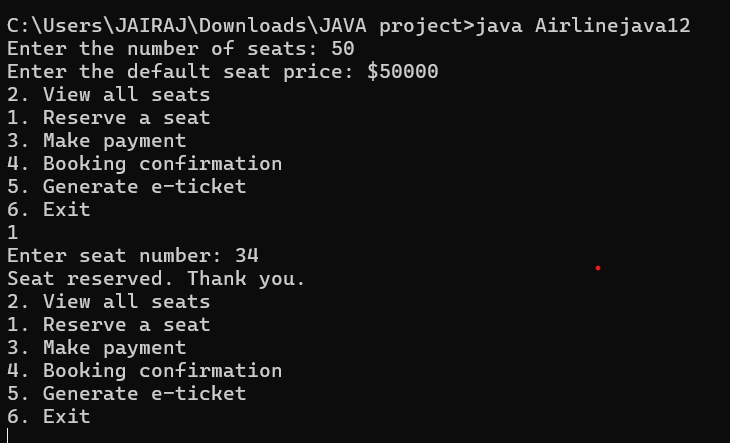 C:\Users\JAIRAJ\Downloads\JAVA project>java Airlinejava12
Enter the number of seats: 50
Enter the default seat price: $50000
2. View all seats
1. Reserve a seat
3. Make payment
4. Booking confirmation
5. Generate e-ticket
6. Exit
1
Enter seat number: 34
Seat reserved. Thank you.
2. View all seats
1. Reserve a seat
3. Make payment
4. Booking confirmation
5. Generate e-ticket
6. Exit